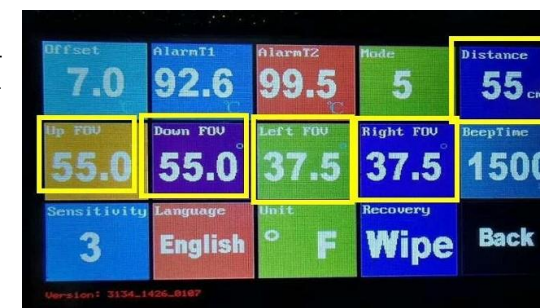 Offset AlarmT1 AlarmT2 Mode Distance
7.0 92.6 99.5 5 55 cm
℃ ℃ ℃
Up FOV Down FOV Left FOV Right FOV BeepTime
55.0 55.0° 37.5° 37.5° 1500
Sensitivity Language Unit Recovery
3 English °F Wipe Back
Version: 3134_1426_0107